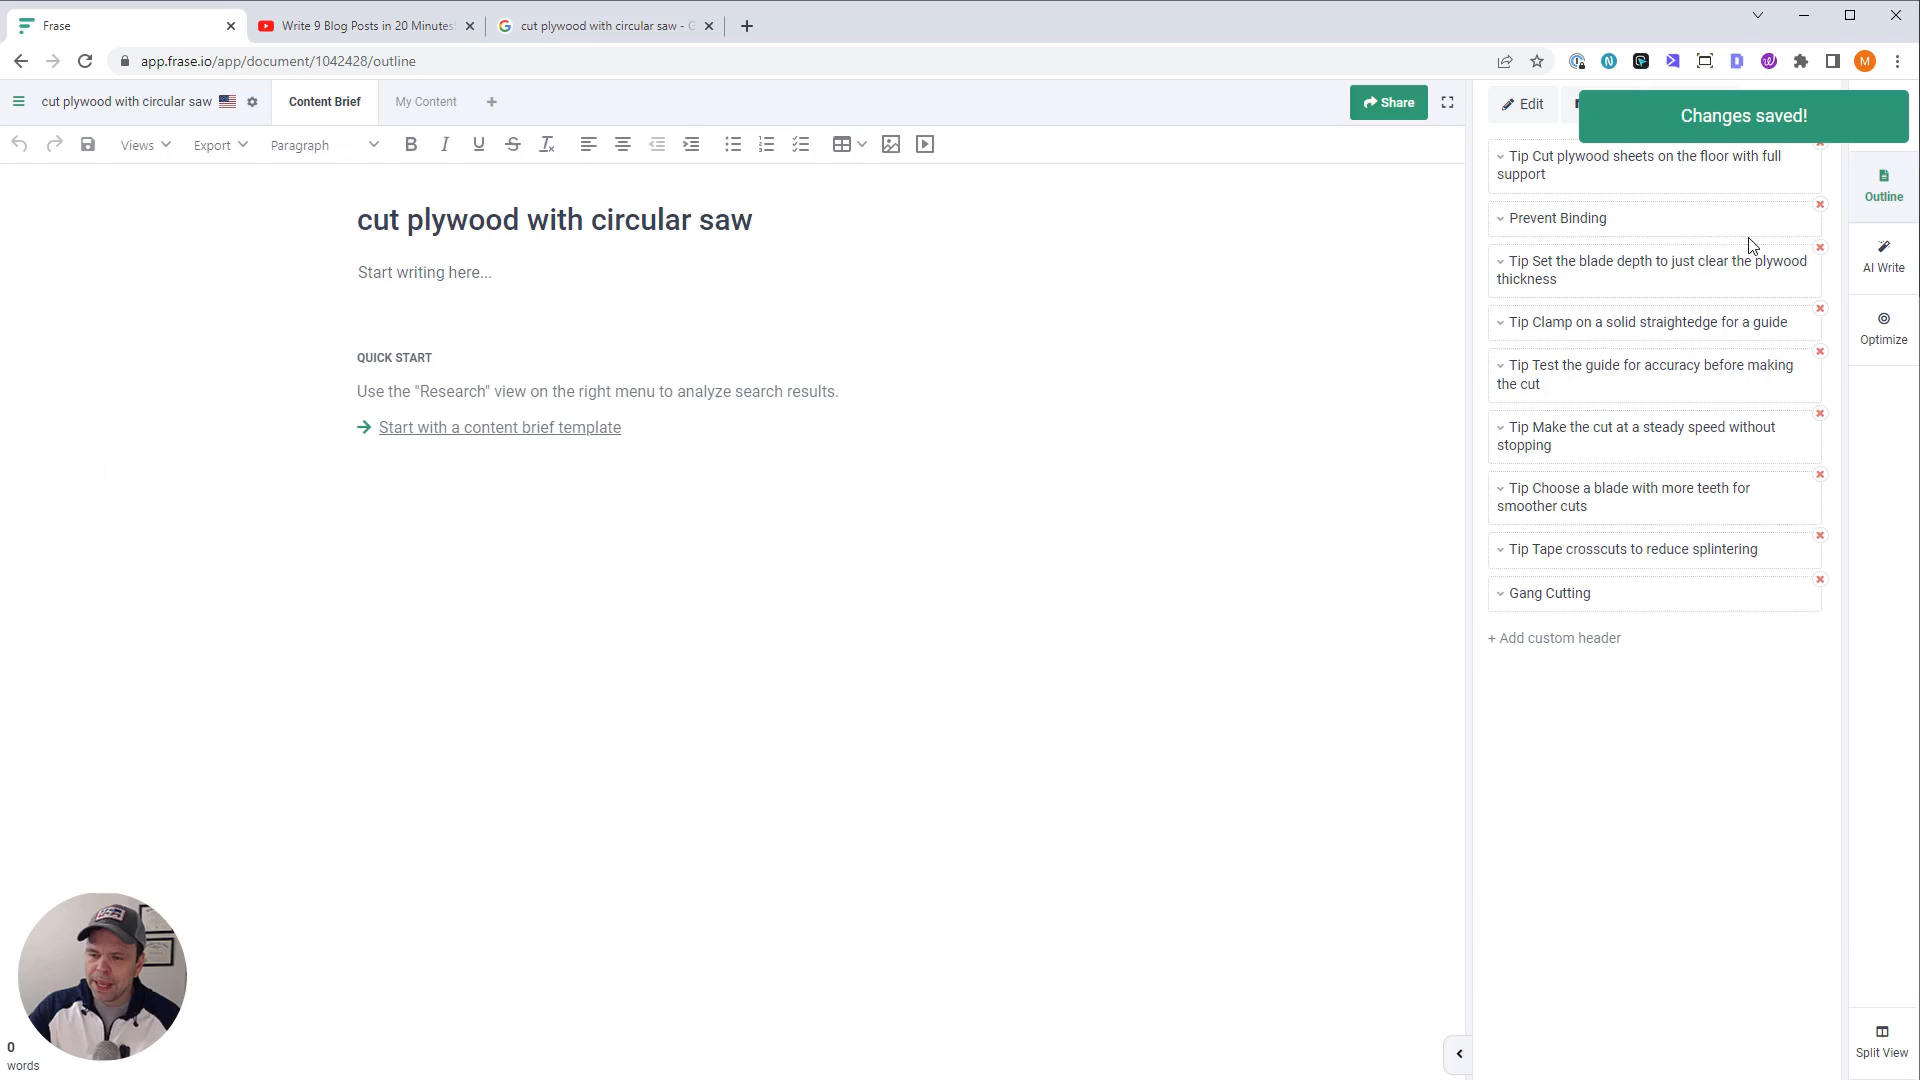 Frase
Write 9 Blog Posts in 20 Minutes
cut plywood with circular saw - G
app.frase.io/app/document/1042428/outline
M
cut plywood with circular saw
Content Brief
My Content
Share
Edit
Changes saved!
Views
Export
Paragraph
cut plywood with circular saw
Start writing here...
QUICK START
Use the "Research" view on the right menu to analyze search results.
Start with a content brief template
Tip Cut plywood sheets on the floor with full
support
Prevent Binding
Tip Set the blade depth to just clear the plywood
thickness
Tip Clamp on a solid straightedge for a guide
Tip Test the guide for accuracy before making
the cut
Tip Make the cut at a steady speed without
stopping
Tip Choose a blade with more teeth for
smoother cuts
Tip Tape crosscuts to reduce splintering
Gang Cutting
+ Add custom header
Outline
AI Write
Optimize
Split View
0
words